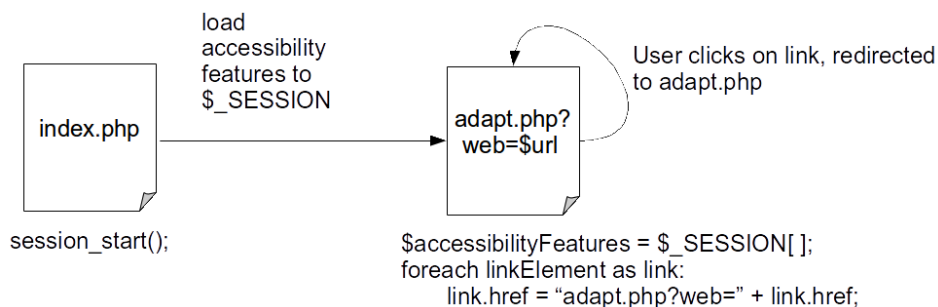 load
accessibility
features to
$_SESSION
User clicks on link, redirected
to adapt.php
index.php
adapt.php?
web=$url
session_start();
$accessibilityFeatures = $_SESSION[ ];
foreach linkElement as link:
link.href = “adapt.php?web=” + link.href;